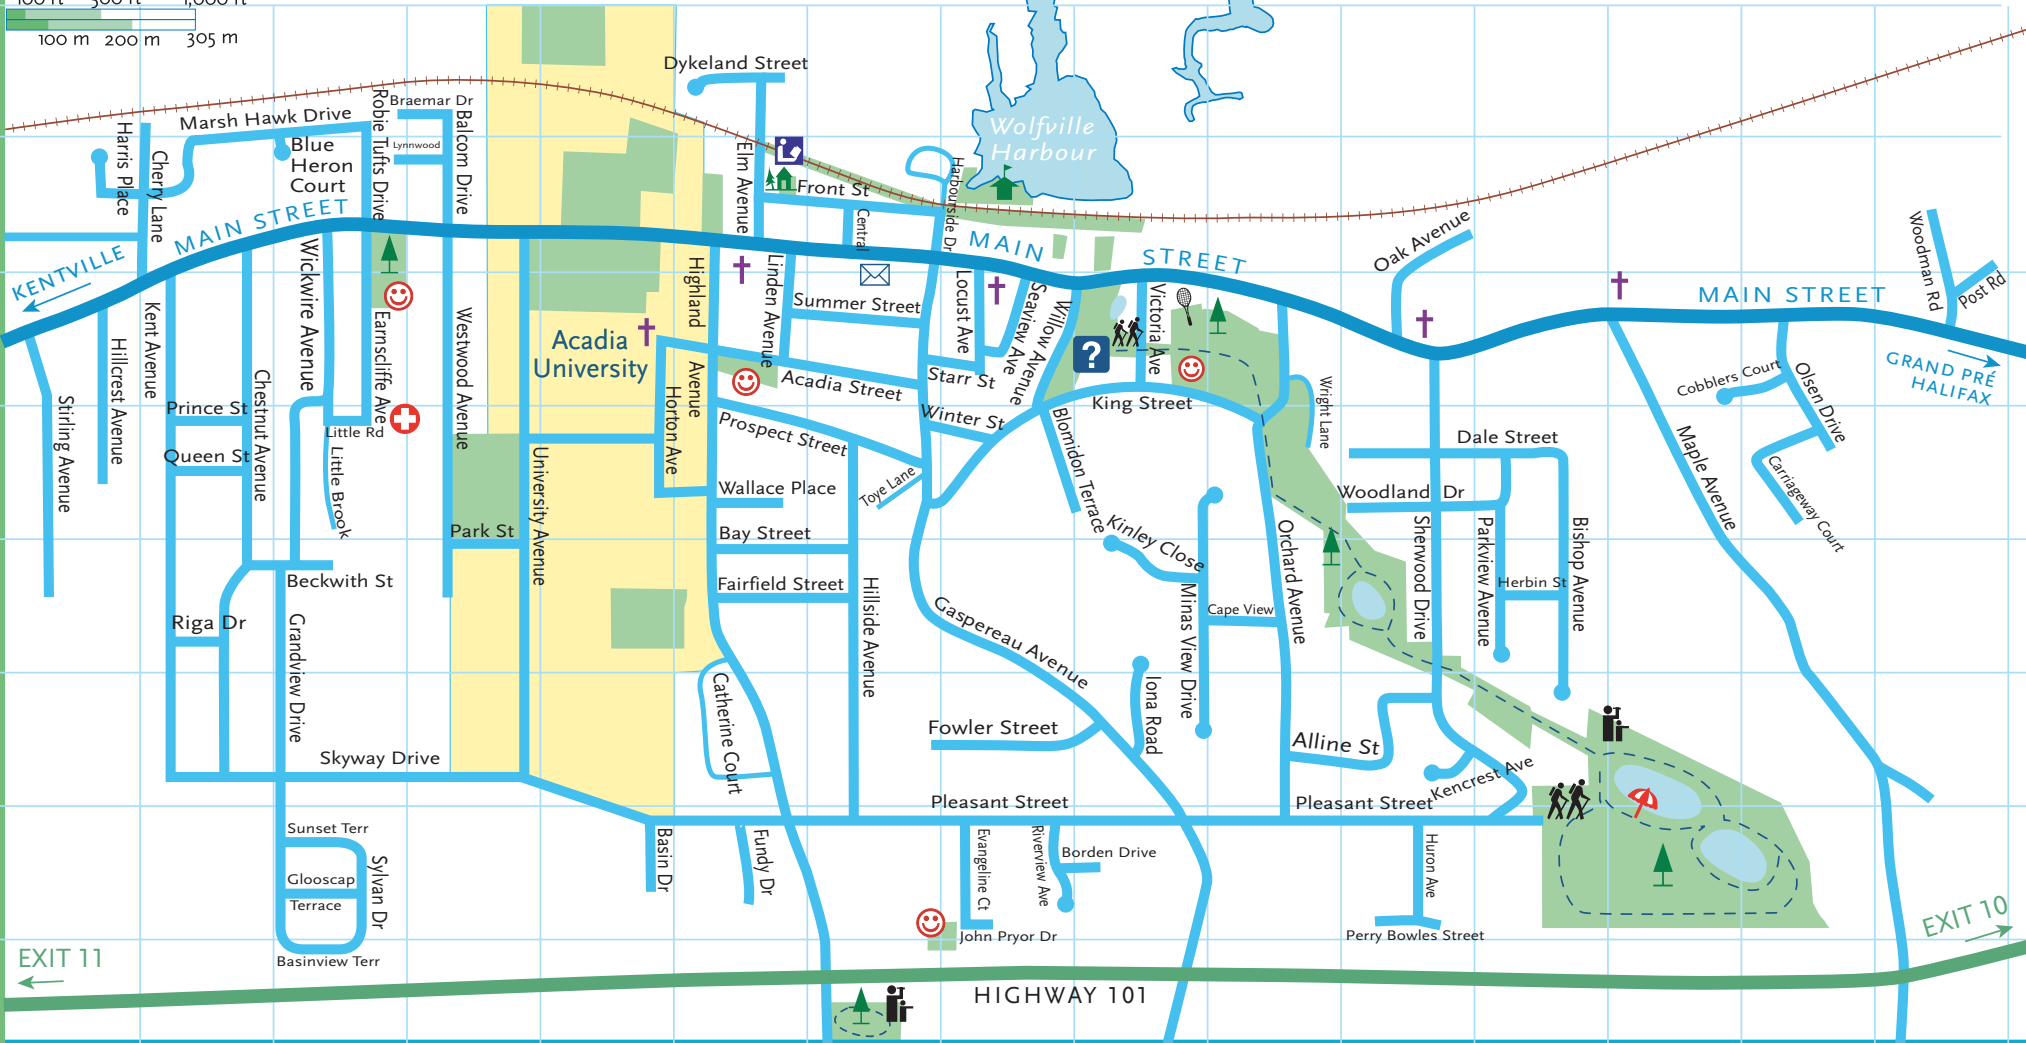 100 ft 500 ft 1,000 ft
100 m 200 m 305 m
Dykeland Street
Braemar Dr
Marsh Hawk Drive
Robie Tufts Drive
Balcom Drive
Lynnwood
Harris Place
Cherry Lane
Blue
Heron
Court
Elm Avenue
Front St
Central
Harbourside Dr
Wolfville
Harbour
MAIN STREET
KENTVILLE
MAIN
STREET
MAIN STREET
Oak Avenue
Woodman Rd
Post Rd
GRAND PRÉ
HALIFAX
Wickwire Avenue
Kent Avenue
Hillcrest Avenue
Stirling Avenue
Chestnut Avenue
Earnscliffe Ave
Westwood Avenue
Prince St
Queen St
Little Rd
Little Brook
Park St
University Avenue
Acadia
University
Highland
Avenue
Horton Ave
Linden Avenue
Summer Street
Locust Ave
Seaview Ave
Willow Avenue
Victoria Ave
?
Acadia Street
Starr St
Winter St
Prospect Street
King Street
Wright Lane
Cobblers Court
Olsen Drive
Carriageway Court
Maple Avenue
Dale Street
Woodland Dr
Sherwood Drive
Parkview Avenue
Herbin St
Bishop Avenue
Toye Lane
Wallace Place
Bay Street
Fairfield Street
Hillside Avenue
Blomidon Terrace
Kinley Close
Minas View Drive
Cape View
Orchard Avenue
Beckwith St
Riga Dr
Grandview Drive
Skyway Drive
Catherine Court
Gaspereau Avenue
Iona Road
Fowler Street
Alline St
Kencrest Ave
Pleasant Street
Pleasant Street
Sunset Terr
Glooscap
Terrace
Sylvan Dr
Basinview Terr
Basin Dr
Fundy Dr
Evangeline Ct
Riverview Ave
Borden Drive
John Pryor Dr
Huron Ave
Perry Bowles Street
EXIT 11
HIGHWAY 101
EXIT 10